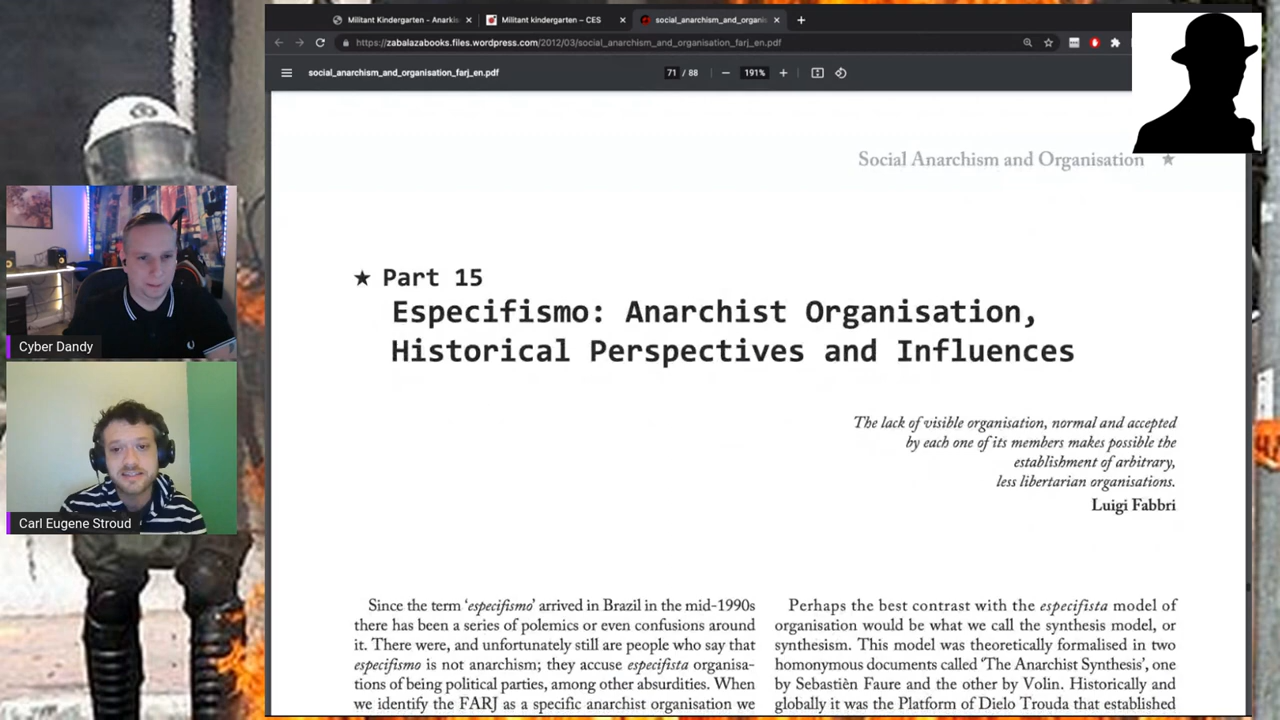 Militant Kindergarten - Anarkis
Militant kindergarten – CES
social_anarchism_and_organis
https://zabalazabooks.files.wordpress.com/2012/03/social_anarchism_and_organisation_farj_en.pdf
social_anarchism_and_organisation_farj_en.pdf
71 / 88
191%
Social Anarchism and Organisation ★
★ Part 15
Especifismo: Anarchist Organisation,
Historical Perspectives and Influences
The lack of visible organisation, normal and accepted
by each one of its members makes possible the
establishment of arbitrary,
less libertarian organisations.
Luigi Fabbri
Since the term ‘especifismo’ arrived in Brazil in the mid-1990s
there has been a series of polemics or even confusions around
it. There were, and unfortunately still are people who say that
especifismo is not anarchism; they accuse especifista organisa-
tions of being political parties, among other absurdities. When
we identify the FARJ as a specific anarchist organisation we
Perhaps the best contrast with the especifista model of
organisation would be what we call the synthesis model, or
synthesism. This model was theoretically formalised in two
homonymous documents called ‘The Anarchist Synthesis’, one
by Sebastièn Faure and the other by Volin. Historically and
globally it was the Platform of Dielo Trouda that established
Cyber Dandy
Carl Eugene Stroud